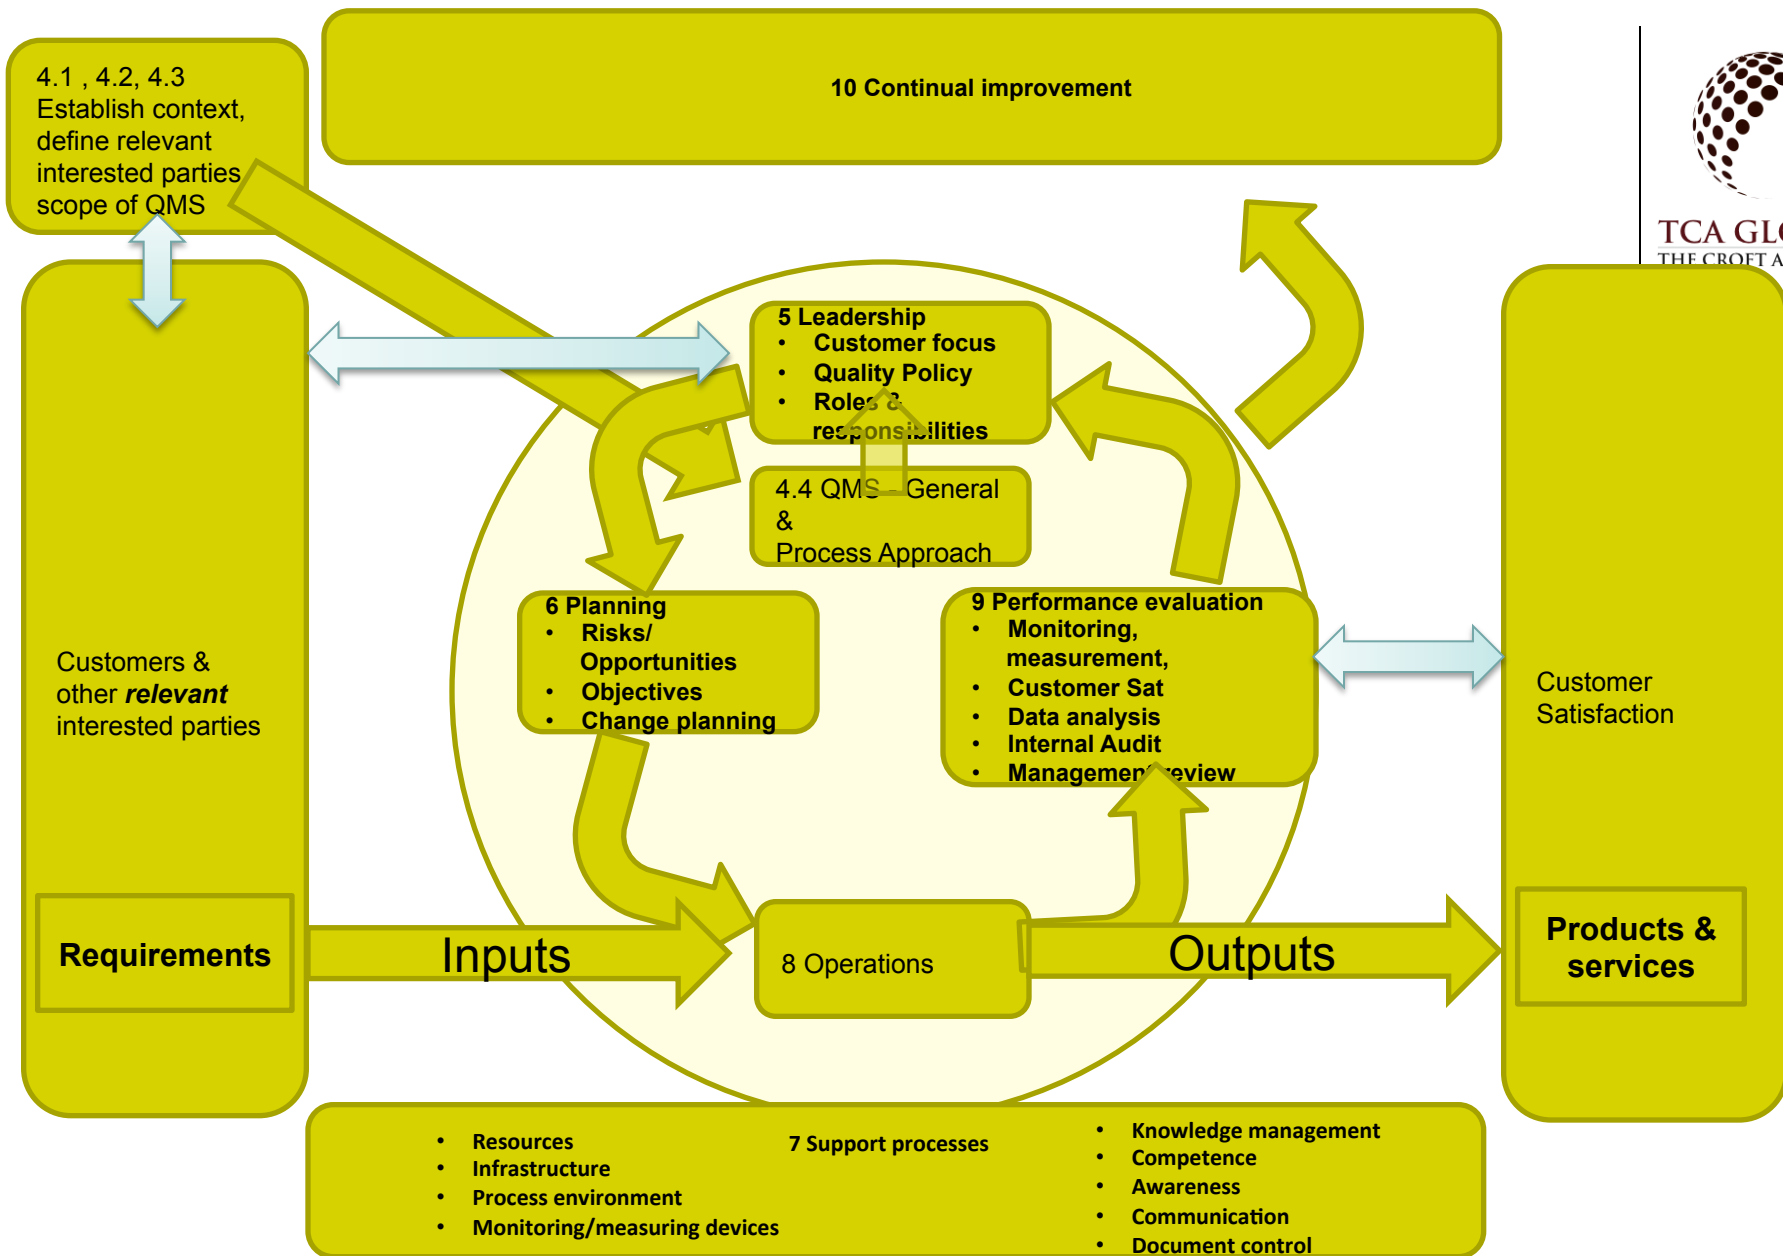 10 Continual improvement
4.1 , 4.2, 4.3
Establish context,
define relevant
interested parties
scope of QMS
TCA GLO
THE CROFT A
5 Leadership
• Customer focus
• Quality Policy
• Roles &
responsibilities
4.4 QMS - General
&
Process Approach
6 Planning
• Risks/
Opportunities
• Objectives
• Change planning
9 Performance evaluation
• Monitoring,
measurement,
• Customer Sat
• Data analysis
• Internal Audit
• Management review
Customers &
other relevant
interested parties
Customer
Satisfaction
Requirements
Inputs
8 Operations
Outputs
Products &
services
7 Support processes
• Resources
• Infrastructure
• Process environment
• Monitoring/measuring devices
• Knowledge management
• Competence
• Awareness
• Communication
• Document control